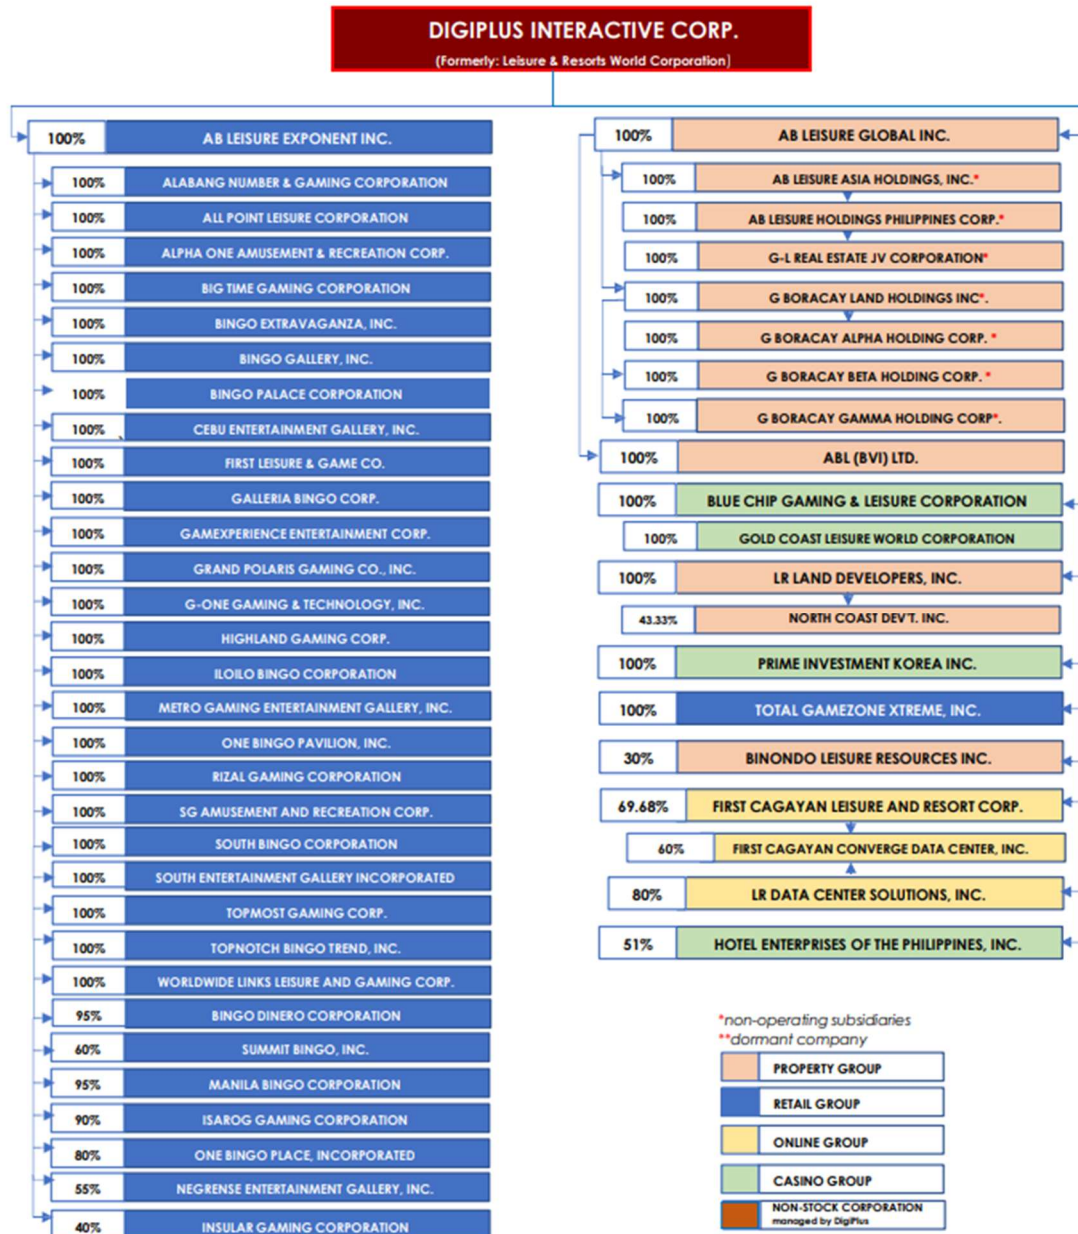 DIGIPLUS INTERACTIVE CORP.
(Formerly: Leisure & Resorts World Corporation)
100% AB LEISURE EXPONENT INC.
100% ALABANG NUMBER & GAMING CORPORATION
100% ALL POINT LEISURE CORPORATION
100% ALPHA ONE AMUSEMENT & RECREATION CORP.
100% BIG TIME GAMING CORPORATION
100% BINGO EXTRAVAGANZA, INC.
100% BINGO GALLERY, INC.
100% BINGO PALACE CORPORATION
100% CEBU ENTERTAINMENT GALLERY, INC.
100% FIRST LEISURE & GAME CO.
100% GALLERIA BINGO CORP.
100% GAMEXPERIENCE ENTERTAINMENT CORP.
100% GRAND POLARIS GAMING CO., INC.
100% G-ONE GAMING & TECHNOLOGY, INC.
100% HIGHLAND GAMING CORP.
100% ILOILO BINGO CORPORATION
100% METRO GAMING ENTERTAINMENT GALLERY, INC.
100% ONE BINGO PAVILION, INC.
100% RIZAL GAMING CORPORATION
100% SG AMUSEMENT AND RECREATION CORP.
100% SOUTH BINGO CORPORATION
100% SOUTH ENTERTAINMENT GALLERY INCORPORATED
100% TOPMOST GAMING CORP.
100% TOPNOTCH BINGO TREND, INC.
100% WORLDWIDE LINKS LEISURE AND GAMING CORP.
95% BINGO DINERO CORPORATION
60% SUMMIT BINGO, INC.
95% MANILA BINGO CORPORATION
90% ISAROG GAMING CORPORATION
80% ONE BINGO PLACE, INCORPORATED
55% NEGRENSE ENTERTAINMENT GALLERY, INC.
40% INSULAR GAMING CORPORATION
100% AB LEISURE GLOBAL INC.
100% AB LEISURE ASIA HOLDINGS, INC.*
100% AB LEISURE HOLDINGS PHILIPPINES CORP.*
100% G-L REAL ESTATE JV CORPORATION*
100% G BORACAY LAND HOLDINGS INC*.
100% G BORACAY ALPHA HOLDING CORP. *
100% G BORACAY BETA HOLDING CORP. *
100% G BORACAY GAMMA HOLDING CORP*.
100% ABL (BVI) LTD.
100% BLUE CHIP GAMING & LEISURE CORPORATION
100% GOLD COAST LEISURE WORLD CORPORATION
100% LR LAND DEVELOPERS, INC.
43.33% NORTH COAST DEV'T. INC.
100% PRIME INVESTMENT KOREA INC.
100% TOTAL GAMEZONE XTREME, INC.
30% BINONDO LEISURE RESOURCES INC.
69.68% FIRST CAGAYAN LEISURE AND RESORT CORP.
60% FIRST CAGAYAN CONVERGE DATA CENTER, INC.
80% LR DATA CENTER SOLUTIONS, INC.
51% HOTEL ENTERPRISES OF THE PHILIPPINES, INC.
*non-operating subsidiaries
**dormant company
PROPERTY GROUP
RETAIL GROUP
ONLINE GROUP
CASINO GROUP
NON-STOCK CORPORATION
managed by DigiPlus